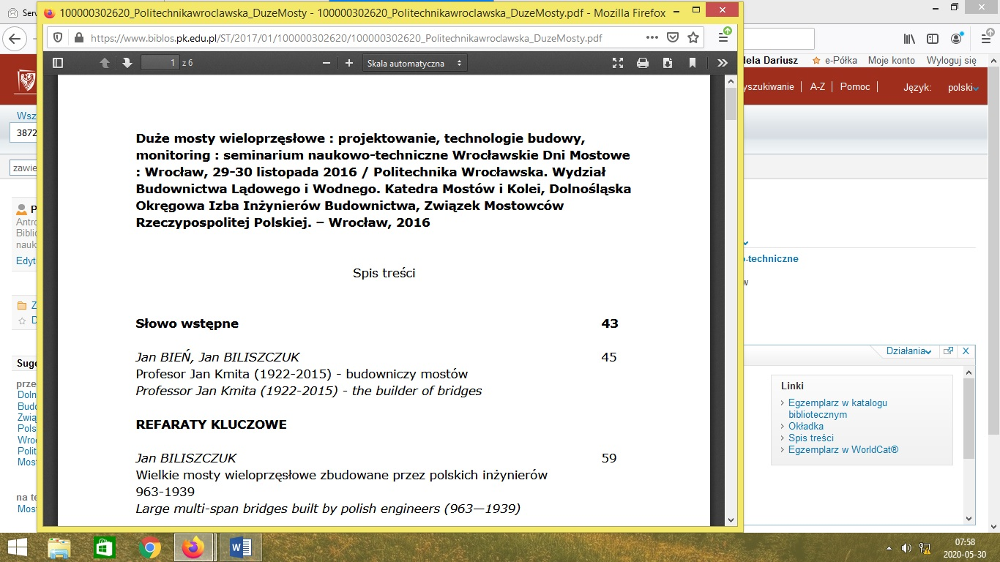 100000302620_Politechnikawroclawska_DuzeMosty - 100000302620_Politechnikawroclawska_DuzeMosty.pdf - Mozilla Firefox
https://www.biblos.pk.edu.pl/ST/2017/01/100000302620/100000302620_Politechnikawroclawska_DuzeMosty.pdf
1 z 6
Skala automatyczna
Duże mosty wieloprzęsłowe : projektowanie, technologie budowy,
monitoring : seminarium naukowo-techniczne Wrocławskie Dni Mostowe
: Wrocław, 29-30 listopada 2016 / Politechnika Wrocławska. Wydział
Budownictwa Lądowego i Wodnego. Katedra Mostów i Kolei, Dolnośląska
Okręgowa Izba Inżynierów Budownictwa, Związek Mostowców
Rzeczypospolitej Polskiej. – Wrocław, 2016
Spis treści
Słowo wstępne 43
Jan BIEŃ, Jan BILISZCZUK 45
Profesor Jan Kmita (1922-2015) - budowniczy mostów
Professor Jan Kmita (1922-2015) - the builder of bridges
REFARATY KLUCZOWE
Jan BILISZCZUK 59
Wielkie mosty wieloprzęsłowe zbudowane przez polskich inżynierów
963-1939
Large multi-span bridges built by polish engineers (963—1939)
Ser
Wsz
3872
zawie
P
Antro
Biblio
nauk
Edyt
Z
D
Suge
prze
Doln
Budo
Zwią
Pols
Wroc
Polit
Most
na te
Most
lela Dariusz
e-Półka
Moje konto
Wyloguj się
yszukiwanie
A-Z
Pomoc
Język:
polski
o-techniczne
w
Działania
X
Linki
Egzemplarz w katalogu
bibliotecznym
Okładka
Spis treści
Egzemplarz w WorldCat®
07:58
2020-05-30